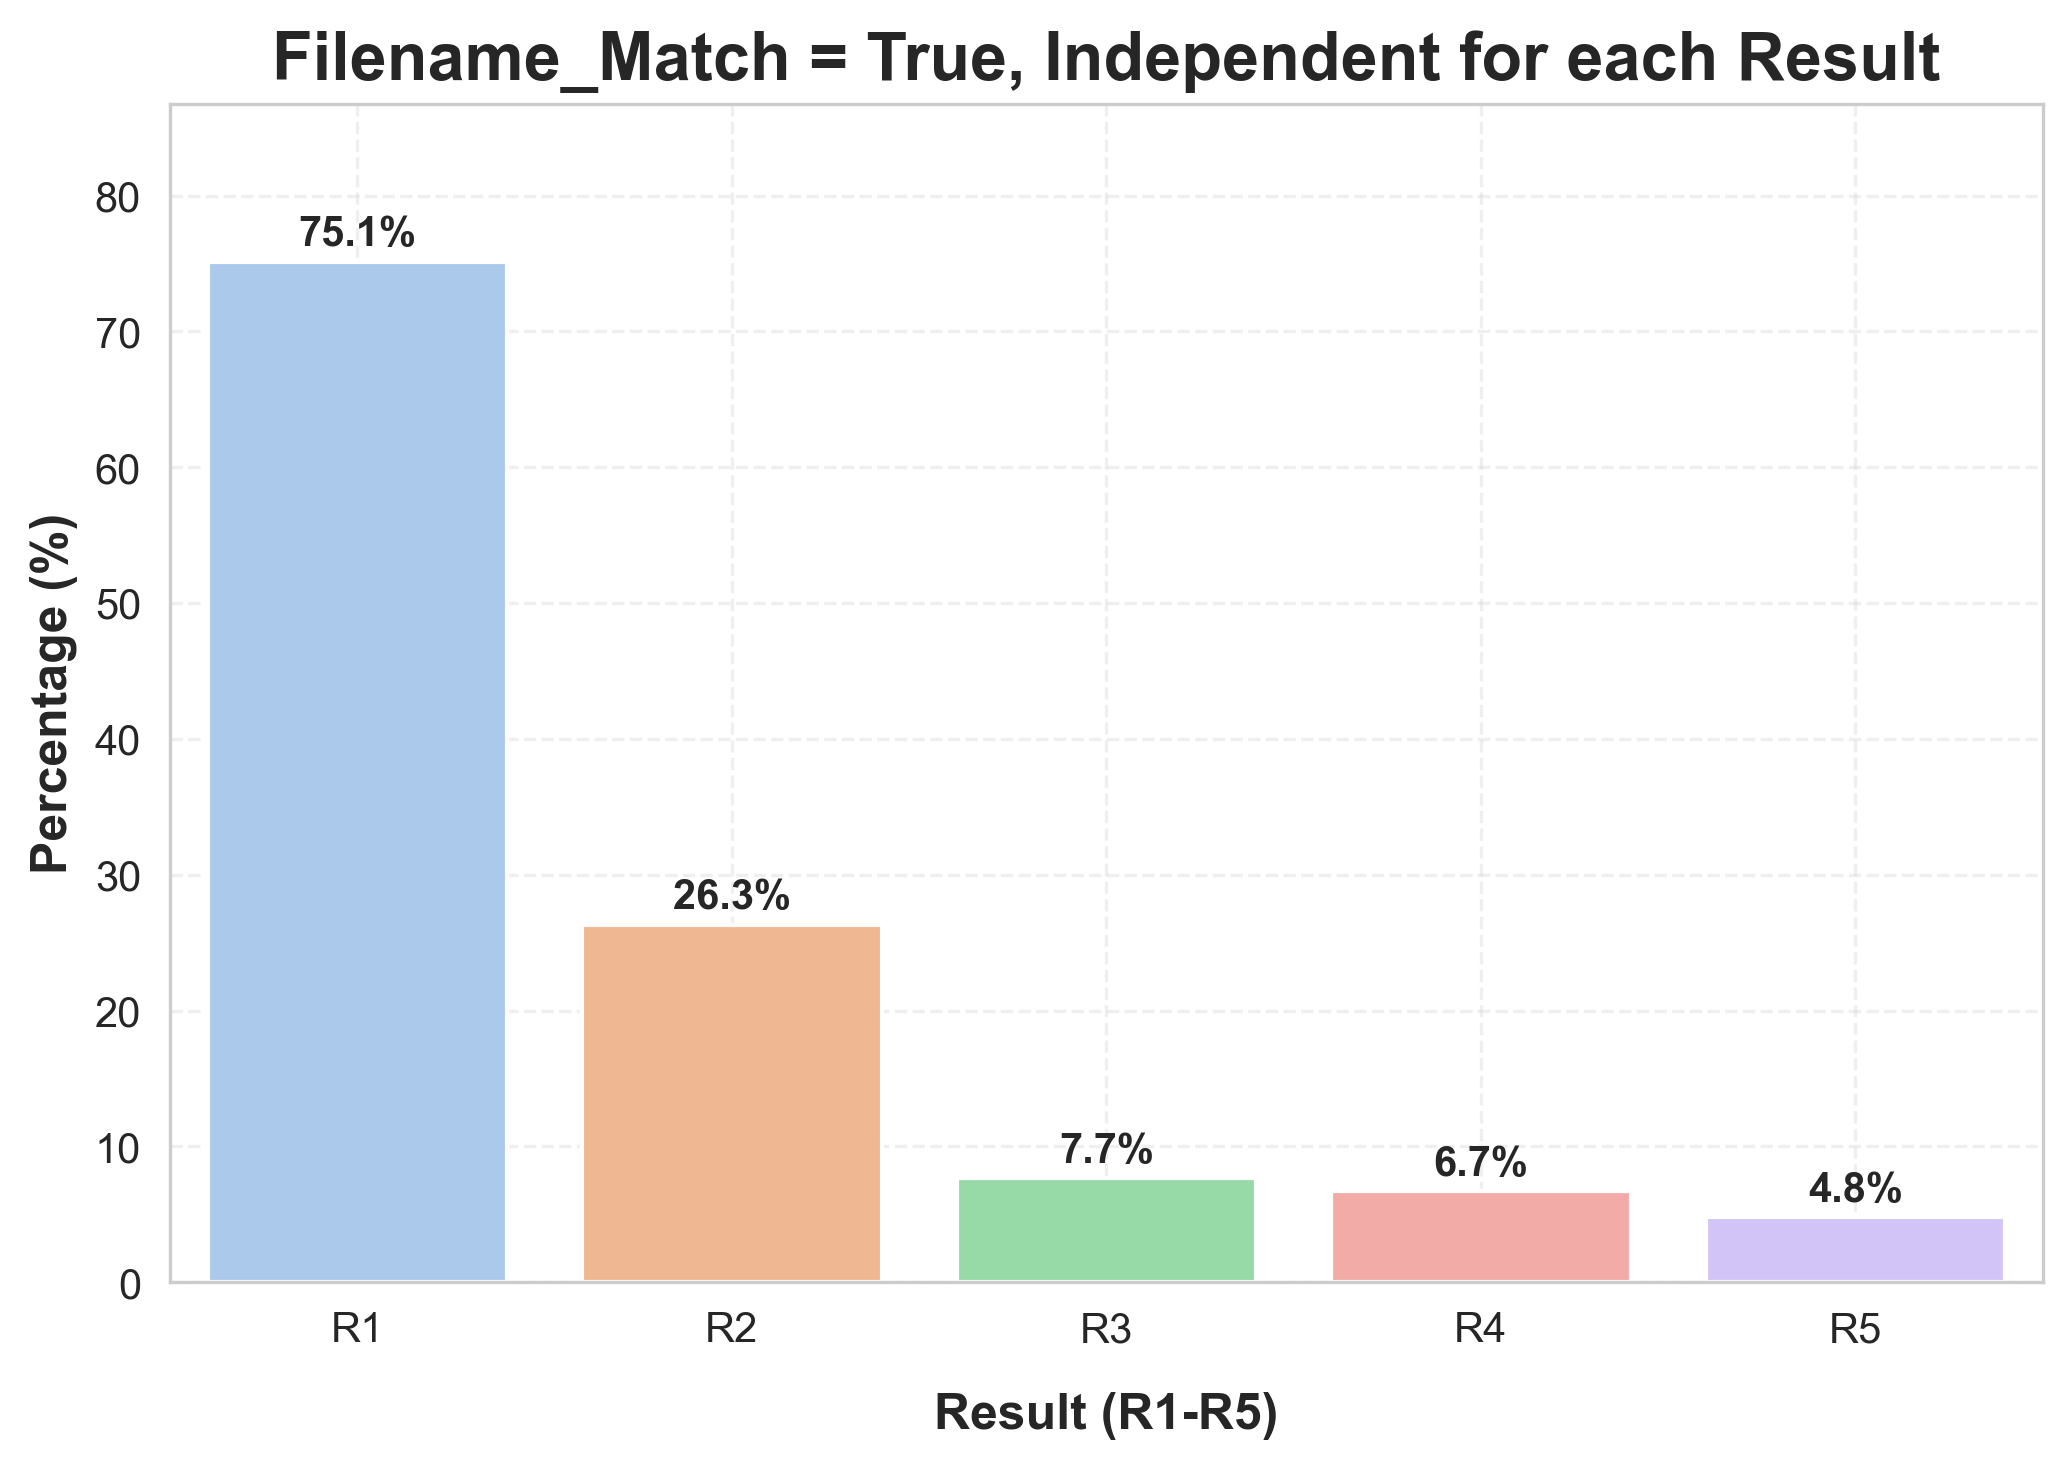 Filename_Match = True, Independent for each Result
Percentage (%)
80
70
60
50
40
30
20
10
0
75.1%
26.3%
7.7%
6.7%
4.8%
R1
R2
R3
R4
R5
Result (R1-R5)